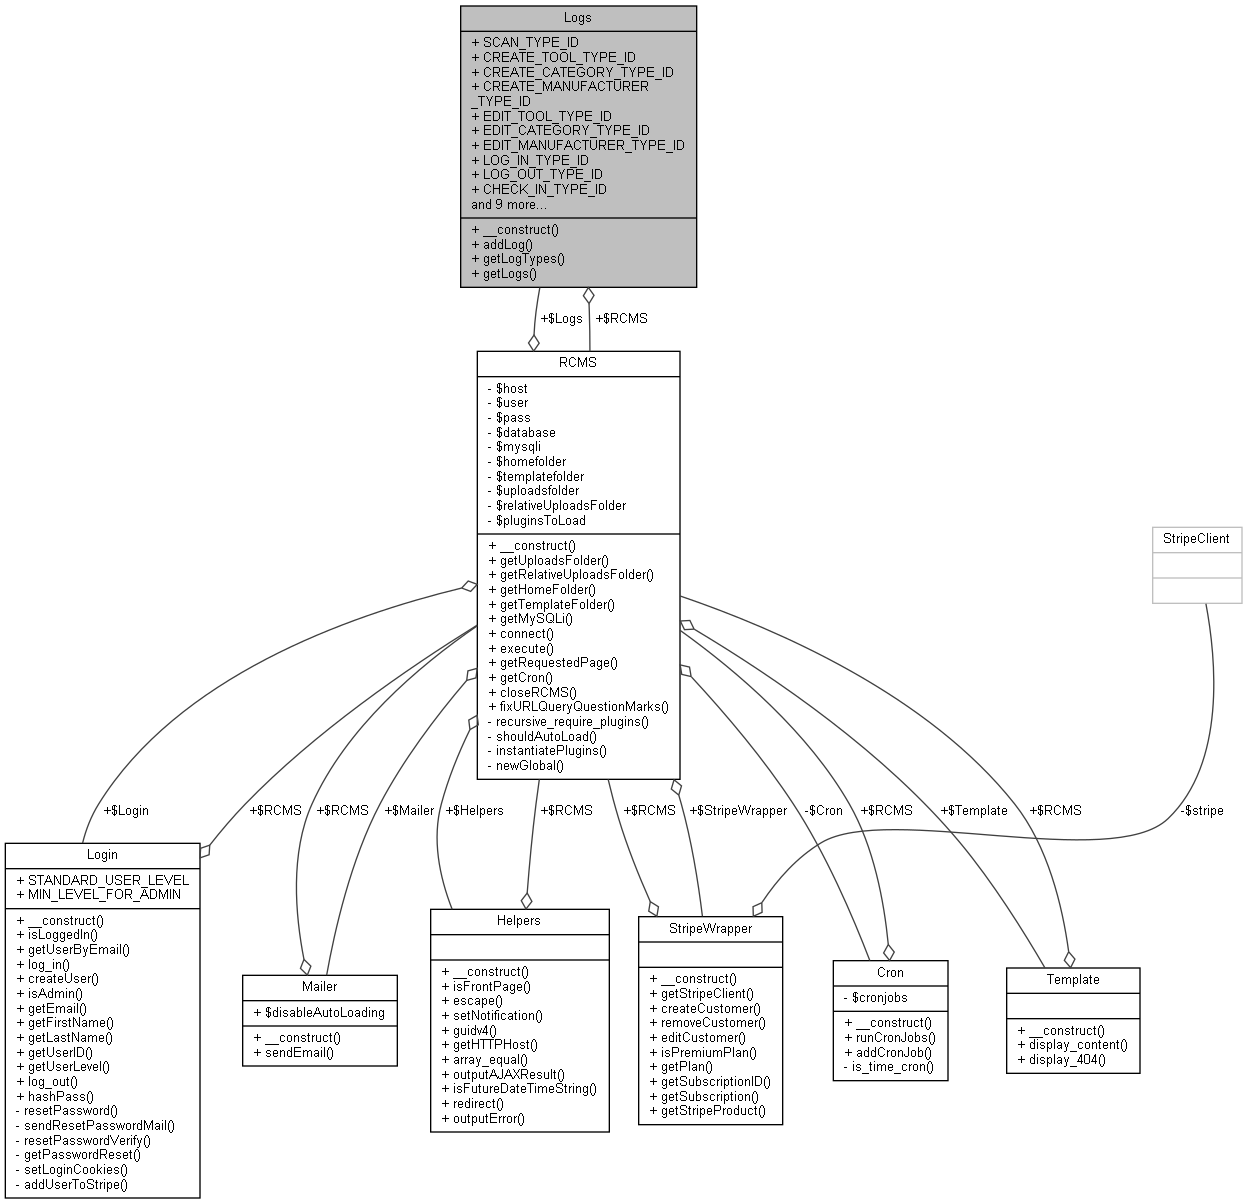 Logs
+ SCAN_TYPE_ID
+ CREATE_TOOL_TYPE_ID
+ CREATE_CATEGORY_TYPE_ID
+ CREATE_MANUFACTURER
_TYPE_ID
+ EDIT_TOOL_TYPE_ID
+ EDIT_CATEGORY_TYPE_ID
+ EDIT_MANUFACTURER_TYPE_ID
+ LOG_IN_TYPE_ID
+ LOG_OUT_TYPE_ID
+ CHECK_IN_TYPE_ID
and 9 more...
+ __construct()
+ addLog()
+ getLogTypes()
+ getLogs()
+$Logs
+$RCMS
RCMS
- $host
- $user
- $pass
- $database
- $mysqli
- $homefolder
- $templatefolder
- $uploadsfolder
- $relativeUploadsFolder
- $pluginsToLoad
+ __construct()
+ getUploadsFolder()
+ getRelativeUploadsFolder()
+ getHomeFolder()
+ getTemplateFolder()
+ getMySQLi()
+ connect()
+ execute()
+ getRequestedPage()
+ getCron()
+ closeRCMS()
+ fixURLQueryQuestionMarks()
- recursive_require_plugins()
- shouldAutoLoad()
- instantiatePlugins()
- newGlobal()
StripeClient
+$Login
+$RCMS
+$RCMS
+$Mailer
+$Helpers
+$RCMS
+$RCMS
+$StripeWrapper
-$Cron
+$RCMS
+$Template
+$RCMS
-$stripe
Login
+ STANDARD_USER_LEVEL
+ MIN_LEVEL_FOR_ADMIN
+ __construct()
+ isLoggedIn()
+ getUserByEmail()
+ log_in()
+ createUser()
+ isAdmin()
+ getEmail()
+ getFirstName()
+ getLastName()
+ getUserID()
+ getUserLevel()
+ log_out()
+ hashPass()
- resetPassword()
- sendResetPasswordMail()
- resetPasswordVerify()
- getPasswordReset()
- setLoginCookies()
- addUserToStripe()
Mailer
+ $disableAutoLoading
+ __construct()
+ sendEmail()
Helpers
+ __construct()
+ isFrontPage()
+ escape()
+ setNotification()
+ guidv4()
+ getHTTPHost()
+ array_equal()
+ outputAJAXResult()
+ isFutureDateTimeString()
+ redirect()
+ outputError()
StripeWrapper
+ __construct()
+ getStripeClient()
+ createCustomer()
+ removeCustomer()
+ editCustomer()
+ isPremiumPlan()
+ getPlan()
+ getSubscriptionID()
+ getSubscription()
+ getStripeProduct()
Cron
- $cronjobs
+ __construct()
+ runCronJobs()
+ addCronJob()
- is_time_cron()
Template
+ __construct()
+ display_content()
+ display_404()